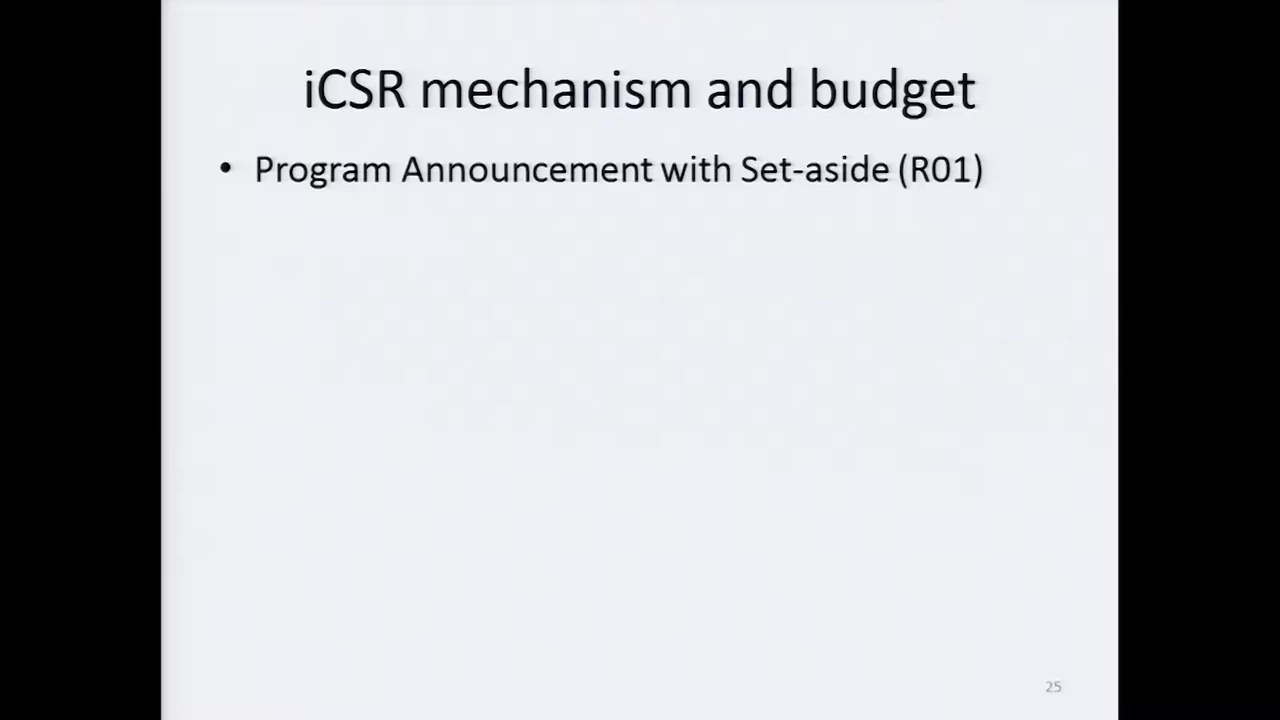 iCSR mechanism and budget
• Program Announcement with Set-aside (R01)
25